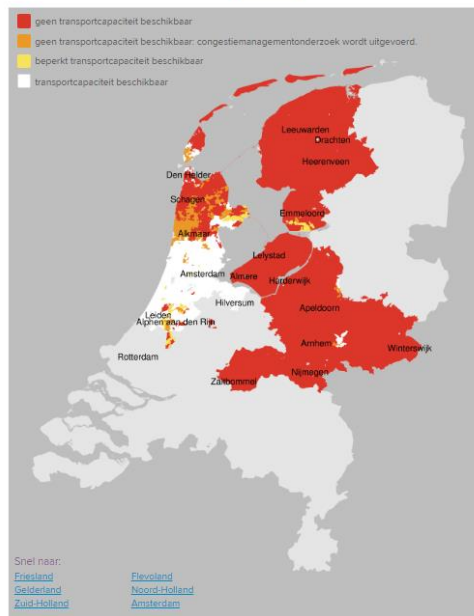 geen transportcapaciteit beschikbaar
geen transportcapaciteit beschikbaar: congestiemanagementonderzoek wordt uitgevoerd.
beperkt transportcapaciteit beschikbaar
transportcapaciteit beschikbaar
Leeuwarden
Drachten
Heerenveen
Den Helder
Schagen
Emmeloord
Alkmaar
Lelystad
Amsterdam
Almere
Harderwijk
Hilversum
Apeldoorn
Leiden
Alphen aan den Rijn
Arnhem
Winterswijk
Rotterdam
Nijmegen
Zaltbommel
Snel naar:
Friesland
Flevoland
Gelderland
Noord-Holland
Zuid-Holland
Amsterdam